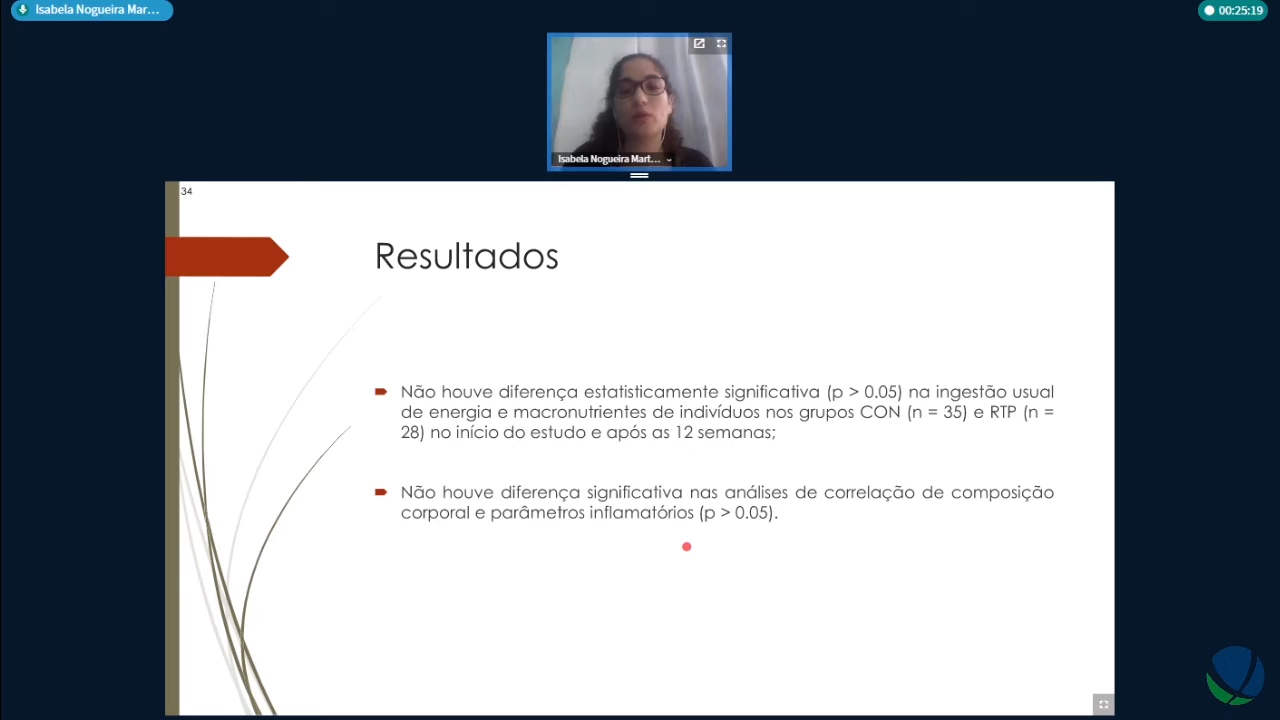 Isabela Nogueira Mar...
00:25:19
Isabela Nogueira Mart...
34
Resultados
Não houve diferença estatisticamente significativa (p > 0.05) na ingestão usual
de energia e macronutrientes de indivíduos nos grupos CON (n = 35) e RTP (n =
28) no início do estudo e após as 12 semanas;
Não houve diferença significativa nas análises de correlação de composição
corporal e parâmetros inflamatórios (p > 0.05).